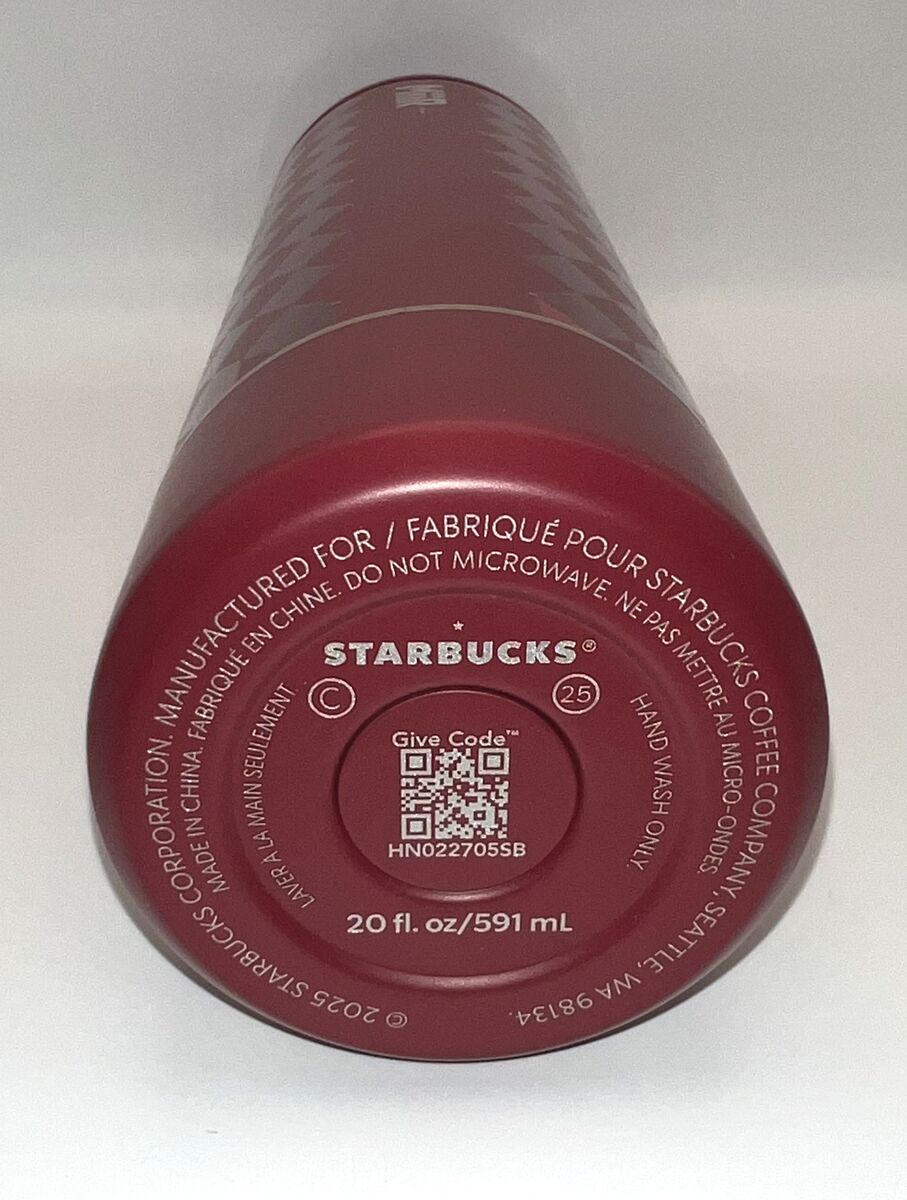 © 2025 STARBUCKS CORPORATION. MANUFACTURED FOR / FABRIQUÉ POUR STARBUCKS COFFEE COMPANY, SEATTLE, WA 98134.
MADE IN CHINA. FABRIQUÉ EN CHINE. DO NOT MICROWAVE. NE PAS METTRE AU MICRO-ONDES.
STARBUCKS®
C
25
LAVER A LA MAIN SEULEMENT
HAND WASH ONLY.
Give Code™
HN022705SB
20 fl. oz/591 mL